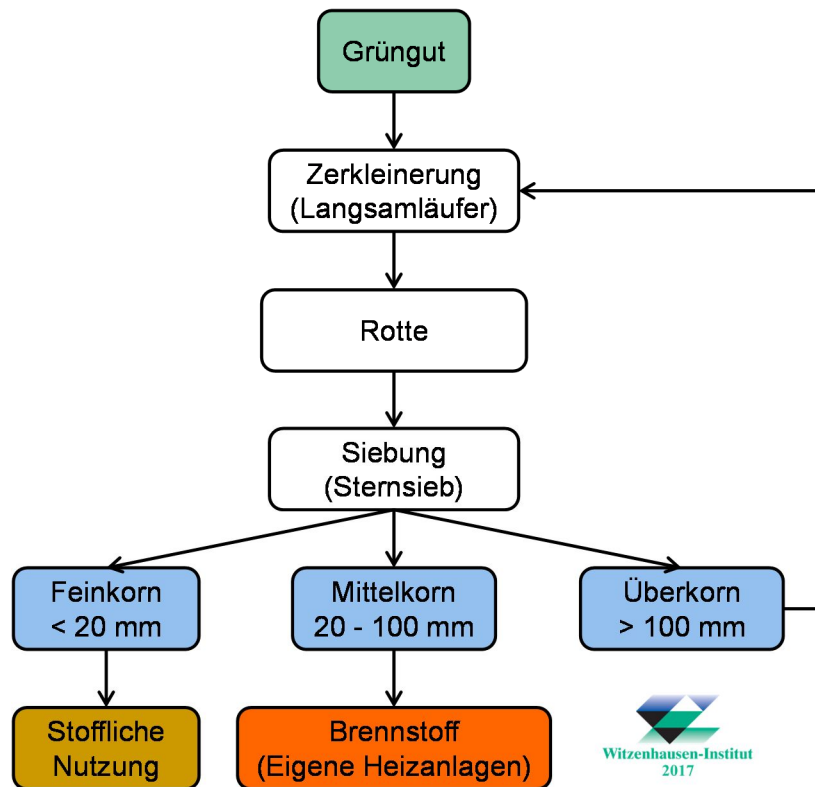 Grüngut
Zerkleinerung
(Langsamläufer)
Rotte
Siebung
(Sternsieb)
Feinkorn
< 20 mm
Mittelkorn
20 - 100 mm
Überkorn
> 100 mm
Stoffliche
Nutzung
Brennstoff
(Eigene Heizanlagen)
Witzenhausen-Institut
2017